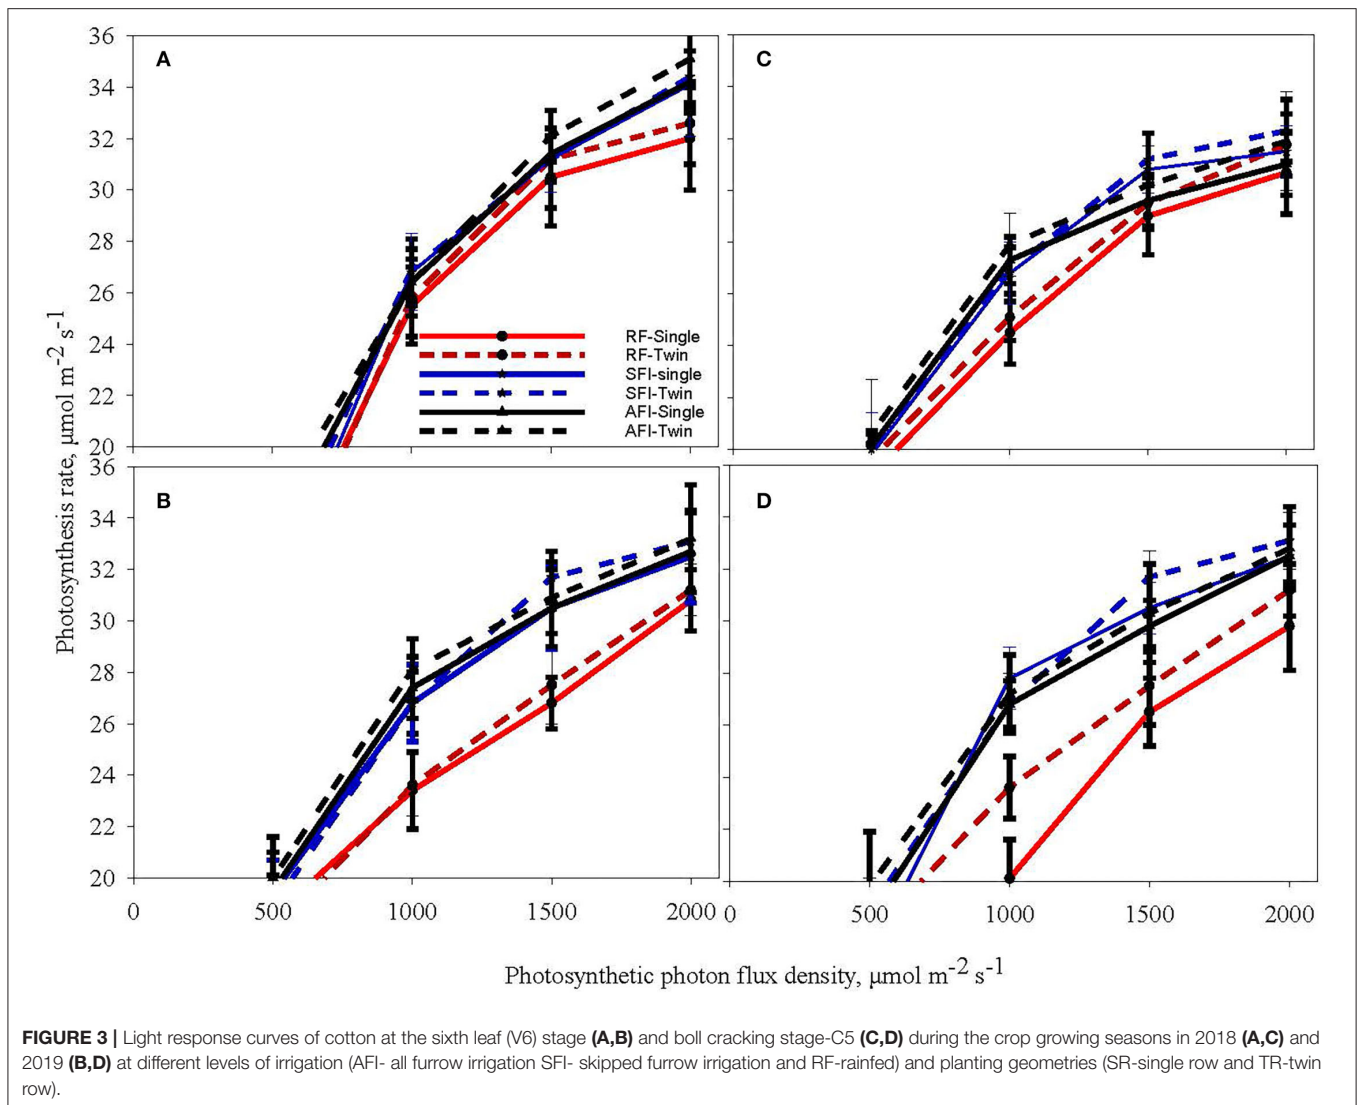 Photosynthesis rate, µmol m-2 s-1
36
34
32
30
28
26
24
22
20
A
RF-Single
RF-Twin
SFI-single
SFI-Twin
AFI-Single
AFI-Twin
C
36
34
32
30
28
26
24
22
20
B
0 500 1000 1500 2000
D
0 500 1000 1500 2000
Photosynthetic photon flux density, µmol m-2 s-1
FIGURE 3 | Light response curves of cotton at the sixth leaf (V6) stage (A,B) and boll cracking stage-C5 (C,D) during the crop growing seasons in 2018 (A,C) and
2019 (B,D) at different levels of irrigation (AFI- all furrow irrigation SFI- skipped furrow irrigation and RF-rainfed) and planting geometries (SR-single row and TR-twin
row).